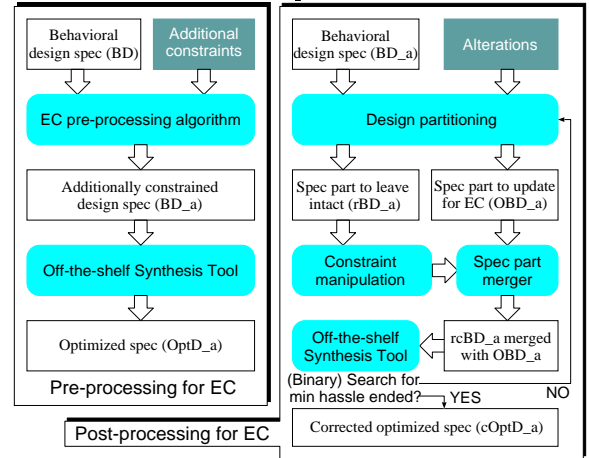 Behavioral
design spec (BD)
Additional
constraints
EC pre-processing algorithm
Additionally constrained
design spec (BD_a)
Off-the-shelf Synthesis Tool
Optimized spec (OptD_a)
Pre-processing for EC
Behavioral
design spec (BD_a)
Alterations
Design partitioning
Spec part to leave
intact (rBD_a)
Spec part to update
for EC (OBD_a)
Constraint
manipulation
Spec part
merger
Off-the-shelf
Synthesis Tool
rcBD_a merged
with OBD_a
(Binary) Search for
min hassle ended?
YES
NO
Corrected optimized spec (cOptD_a)
Post-processing for EC